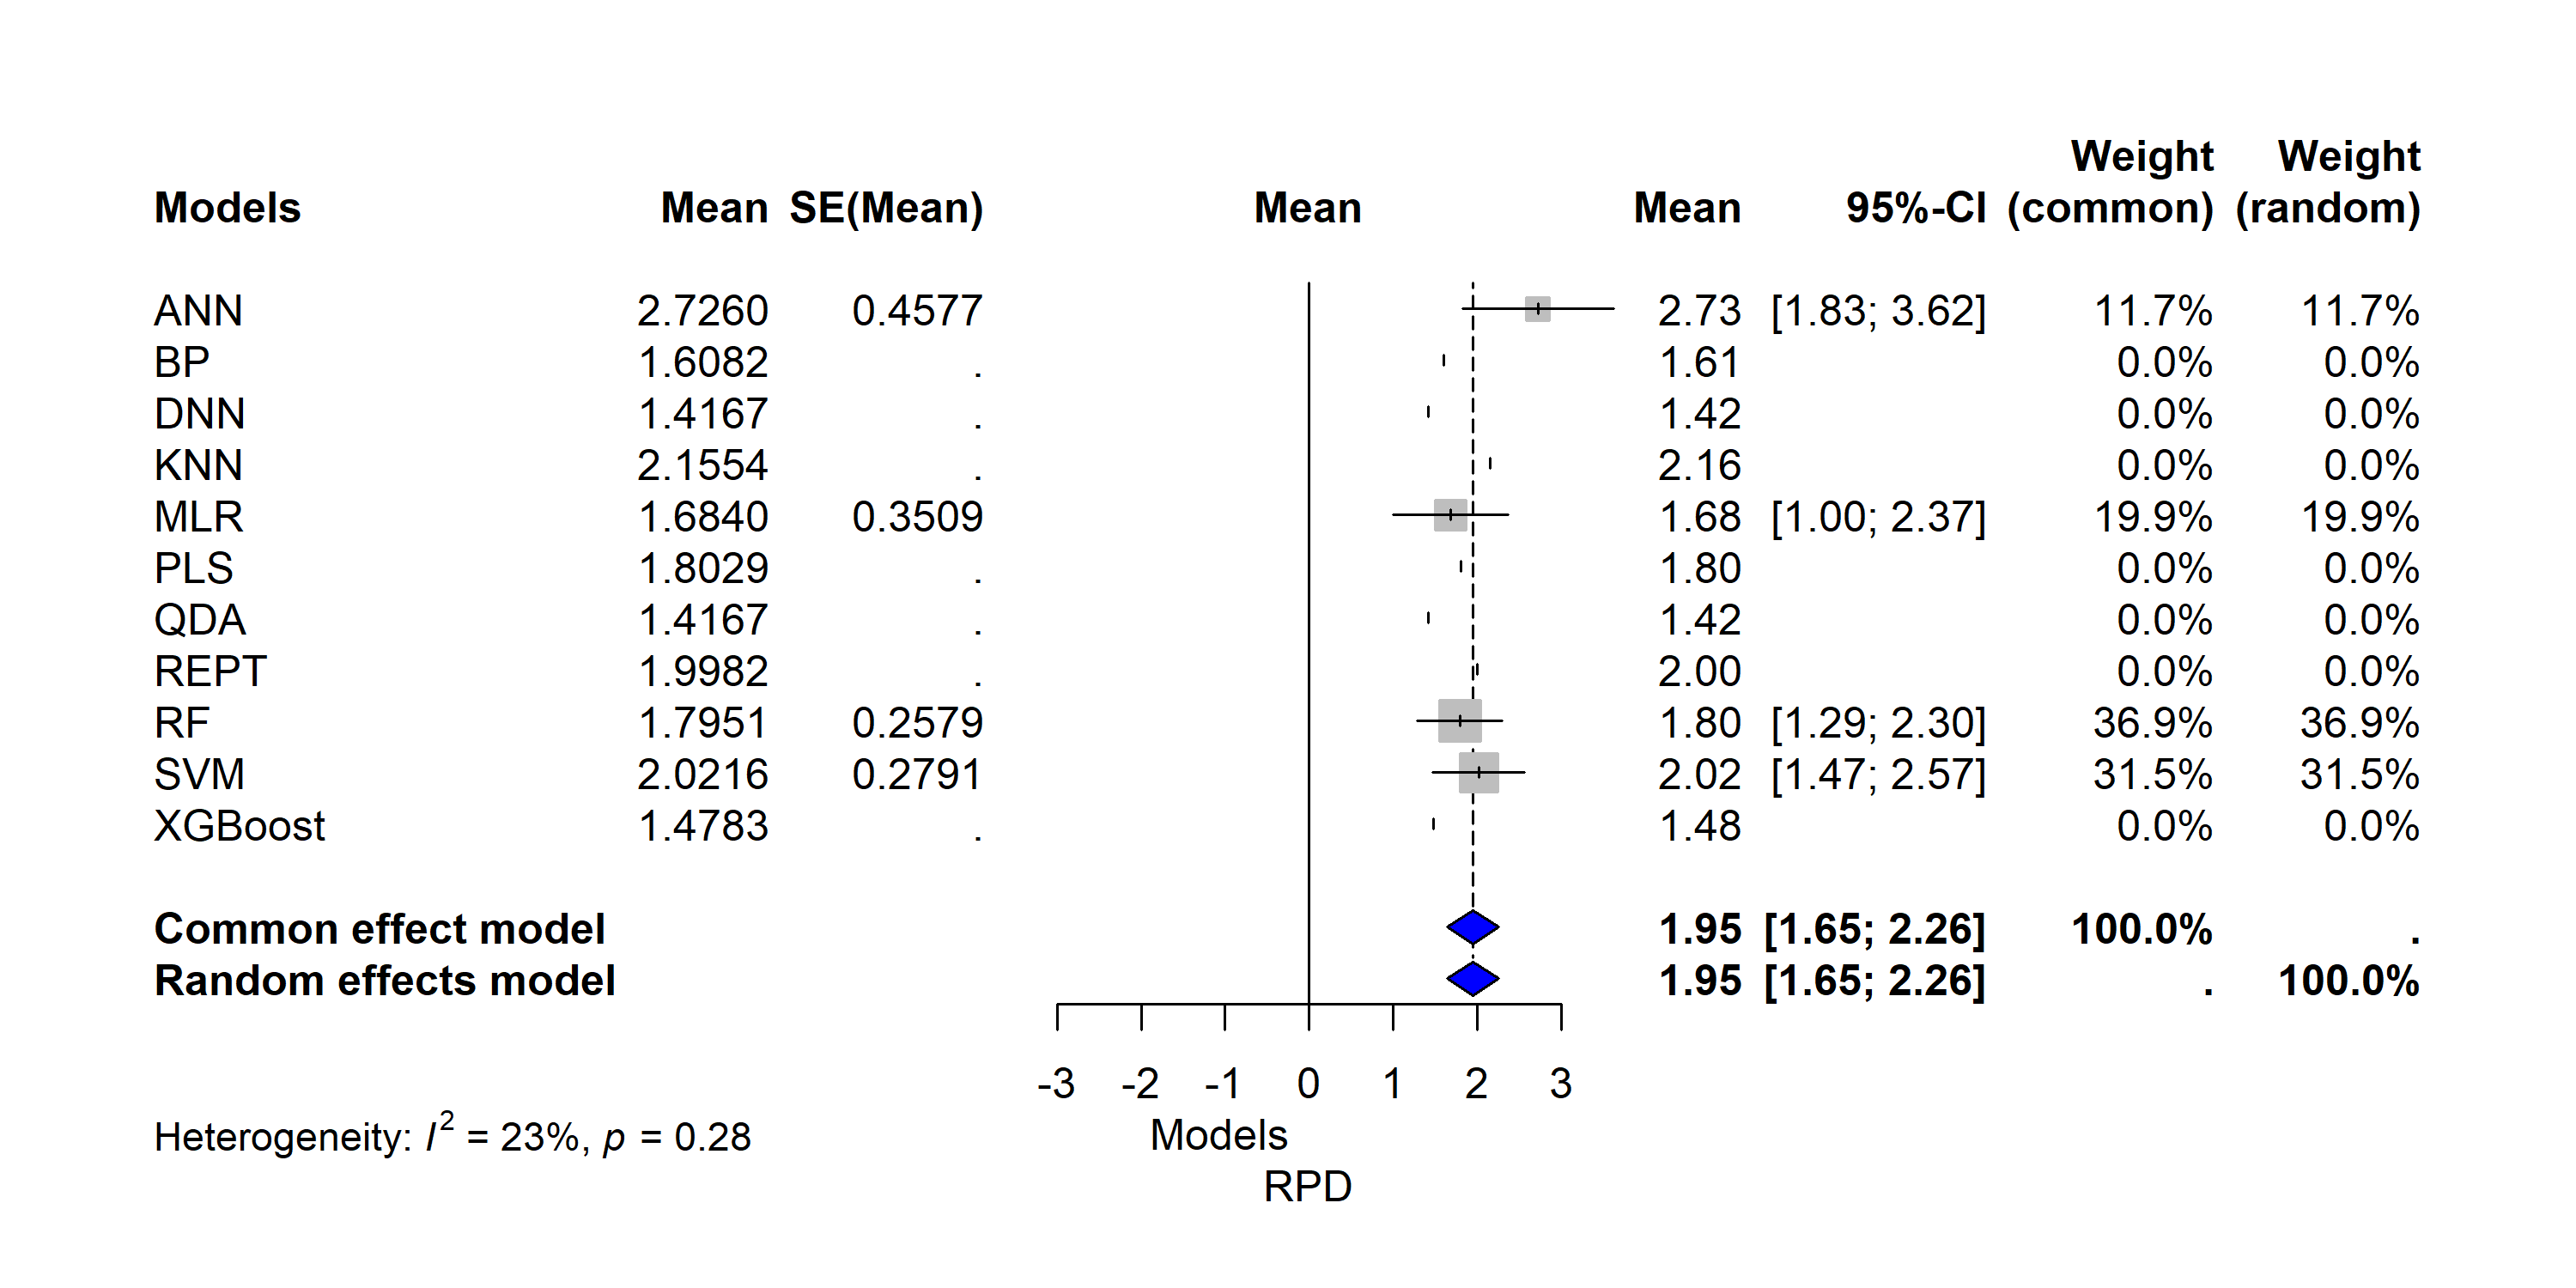 Weight Weight
Models Mean SE(Mean) Mean Mean 95%-CI (common) (random)
ANN 2.7260 0.4577 2.73 [1.83; 3.62] 11.7% 11.7%
BP 1.6082 . 1.61 0.0% 0.0%
DNN 1.4167 . 1.42 0.0% 0.0%
KNN 2.1554 . 2.16 0.0% 0.0%
MLR 1.6840 0.3509 1.68 [1.00; 2.37] 19.9% 19.9%
PLS 1.8029 . 1.80 0.0% 0.0%
QDA 1.4167 . 1.42 0.0% 0.0%
REPT 1.9982 . 2.00 0.0% 0.0%
RF 1.7951 0.2579 1.80 [1.29; 2.30] 36.9% 36.9%
SVM 2.0216 0.2791 2.02 [1.47; 2.57] 31.5% 31.5%
XGBoost 1.4783 . 1.48 0.0% 0.0%
Common effect model 1.95 [1.65; 2.26] 100.0% .
Random effects model 1.95 [1.65; 2.26] . 100.0%
-3 -2 -1 0 1 2 3
Heterogeneity: I² = 23%, p = 0.28 Models
RPD